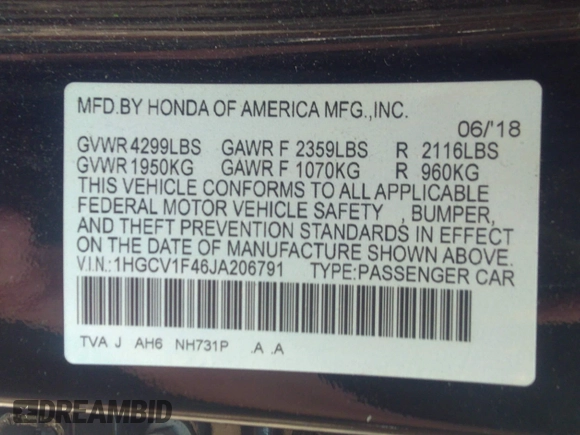 MFD.BY HONDA OF AMERICA MFG.,INC.
06/'18
GVWR 4299LBS GAWR F 2359LBS R 2116LBS
GVWR 1950KG GAWR F 1070KG R 960KG
THIS VEHICLE CONFORMS TO ALL APPLICABLE
FEDERAL MOTOR VEHICLE SAFETY , BUMPER,
AND THEFT PREVENTION STANDARDS IN EFFECT
ON THE DATE OF MANUFACTURE SHOWN ABOVE.
V.I.N.:1HGCV1F46JA206791 TYPE:PASSENGER CAR
TVA J AH6 NH731P .A .A
DREAMBID